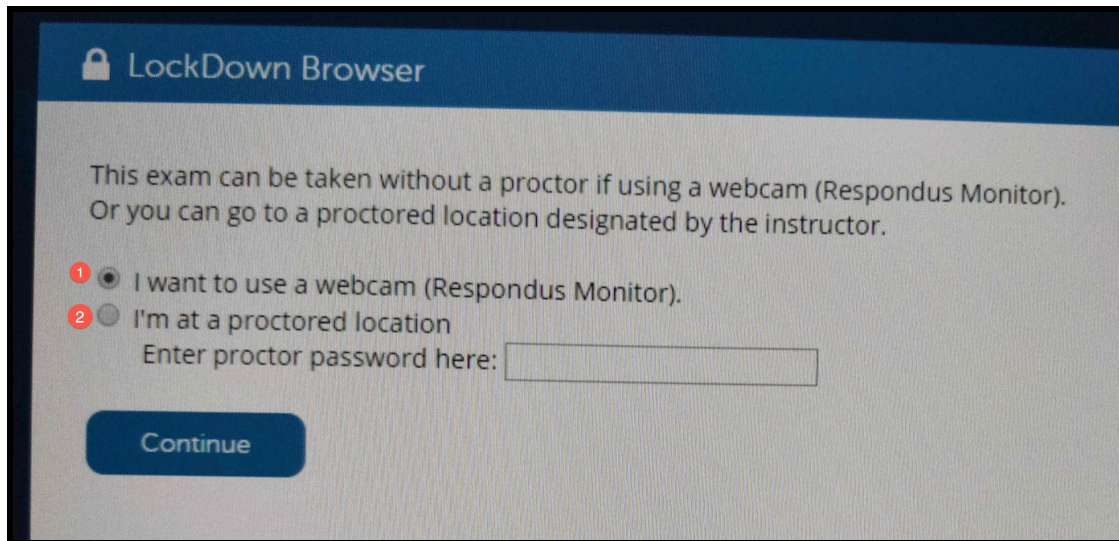 LockDown Browser
This exam can be taken without a proctor if using a webcam (Respondus Monitor).
Or you can go to a proctored location designated by the instructor.
1 I want to use a webcam (Respondus Monitor).
2 I'm at a proctored location
Enter proctor password here:
Continue